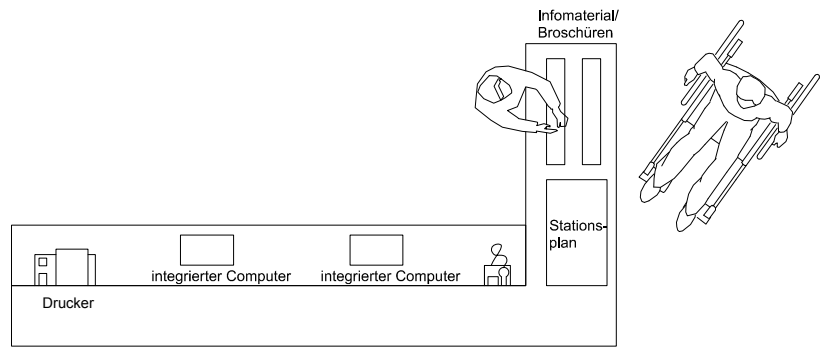 Infomaterial/
Broschüren
Stations-
plan
integrierter Computer
integrierter Computer
Drucker